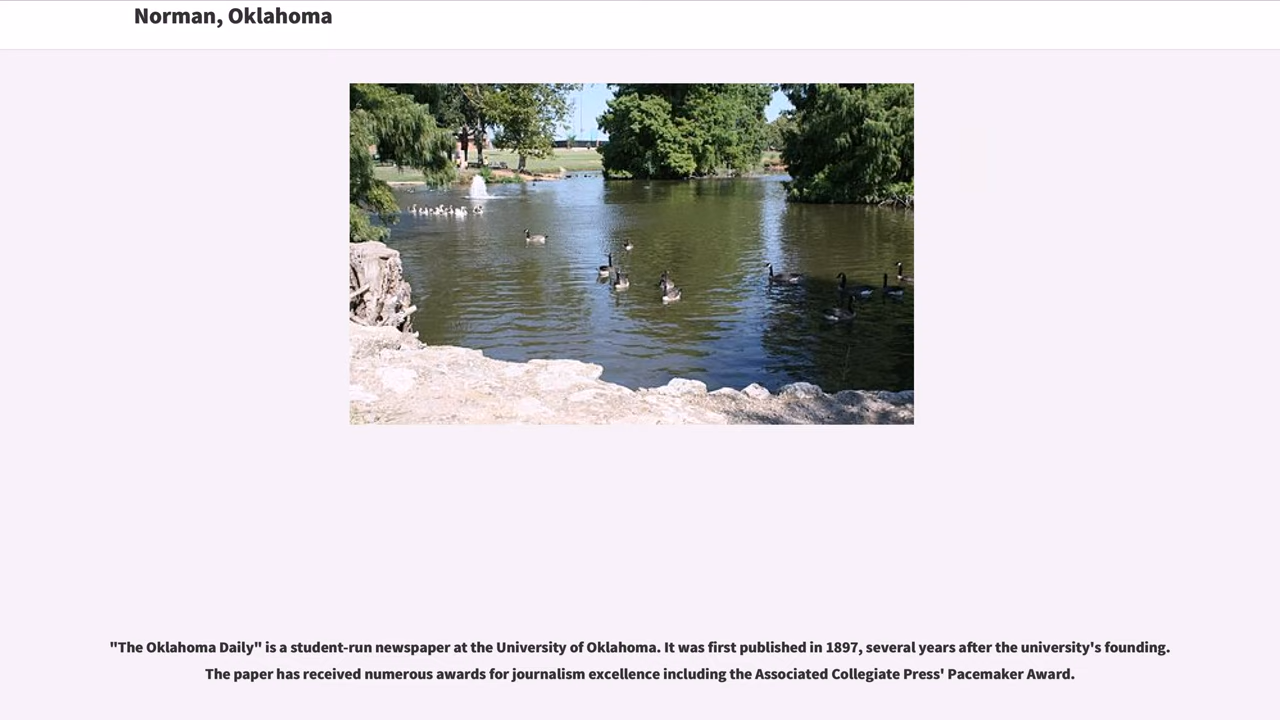 Norman, Oklahoma
"The Oklahoma Daily" is a student-run newspaper at the University of Oklahoma. It was first published in 1897, several years after the university's founding.
The paper has received numerous awards for journalism excellence including the Associated Collegiate Press' Pacemaker Award.